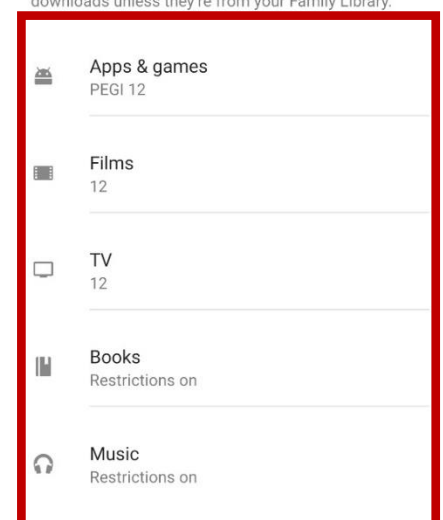 downloads unless they're from your Family Library.
Apps & games
PEGI 12
Films
12
TV
12
Books
Restrictions on
Music
Restrictions on